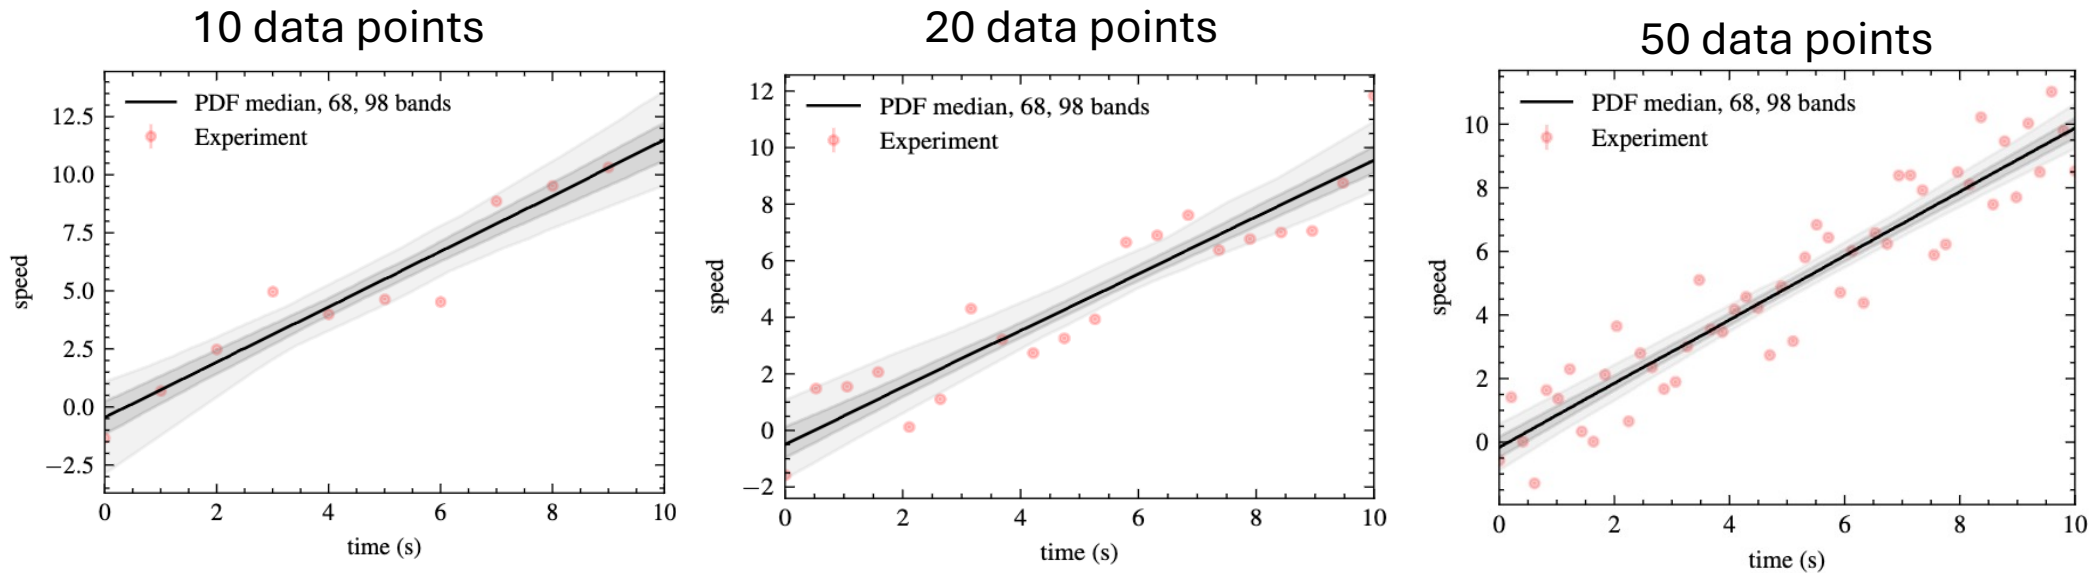 10 data points
PDF median, 68, 98 bands
Experiment
12.5
10.0
7.5
5.0
2.5
0.0
−2.5
speed
0 2 4 6 8 10
time (s)
20 data points
PDF median, 68, 98 bands
Experiment
12
10
8
6
4
2
0
−2
speed
0 2 4 6 8 10
time (s)
50 data points
PDF median, 68, 98 bands
Experiment
10
8
6
4
2
0
speed
0 2 4 6 8 10
time (s)